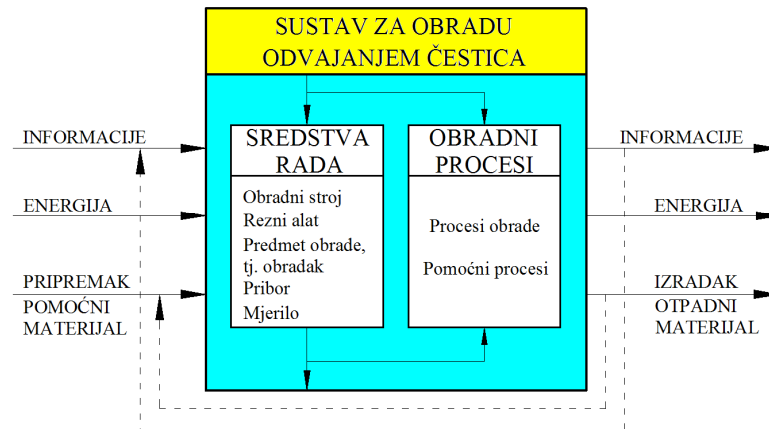 SUSTAV ZA OBRADU
ODVAJANJEM ČESTICA
INFORMACIJE
ENERGIJA
PRIPREMAK
POMOĆNI
MATERIJAL
SREDSTVA
RADA
Obradni stroj
Rezni alat
Predmet obrade,
tj. obradak
Pribor
Mjerilo
OBRADNI
PROCESI
Procesi obrade
Pomoćni procesi
INFORMACIJE
ENERGIJA
IZRADAK
OTPADNI
MATERIJAL